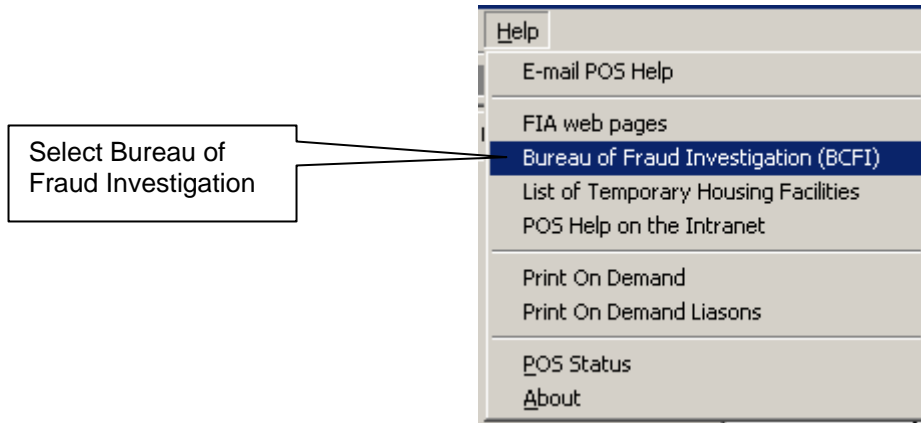 Help
E-mail POS Help
FIA web pages
Select Bureau of
Fraud Investigation
Bureau of Fraud Investigation (BCFI)
List of Temporary Housing Facilities
POS Help on the Intranet
Print On Demand
Print On Demand Liasons
POS Status
About